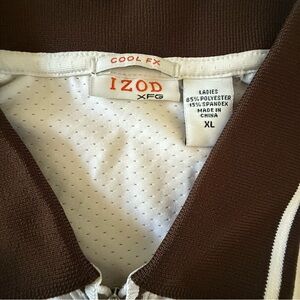 COOL FX
IZOD
XFG
LADIES
85% POLYESTER
15% SPANDEX
MADE IN
CHINA
XL